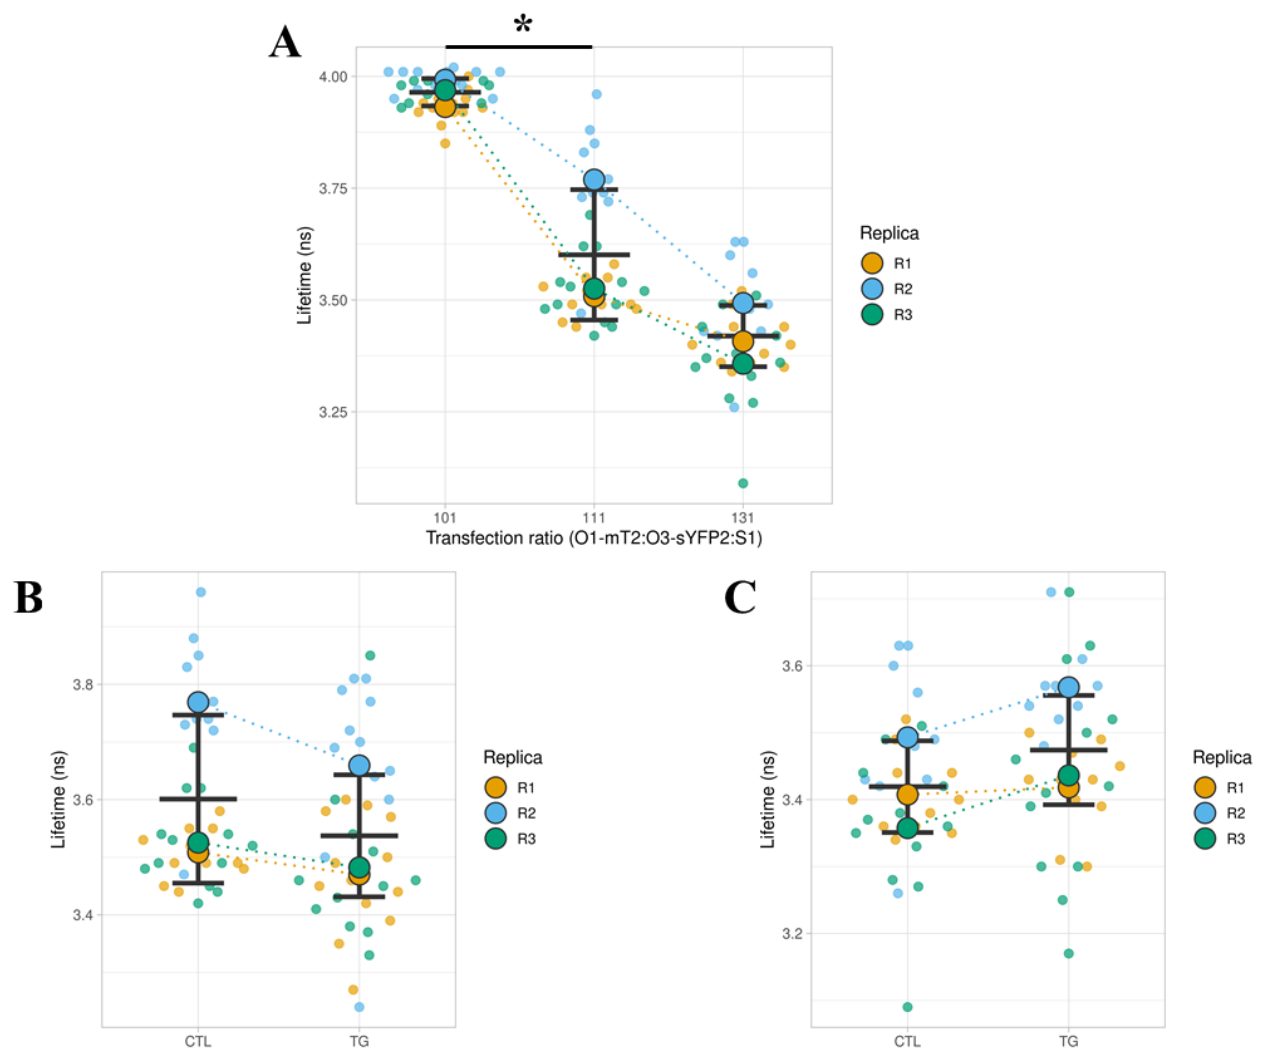 A
*
4.00
3.75
3.50
3.25
Lifetime (ns)
101
111
131
Transfection ratio (O1-mT2:O3-sYFP2:S1)
Replica
R1
R2
R3
B
3.8
3.6
3.4
Lifetime (ns)
CTL
TG
Replica
R1
R2
R3
C
3.6
3.4
3.2
Lifetime (ns)
CTL
TG
Replica
R1
R2
R3